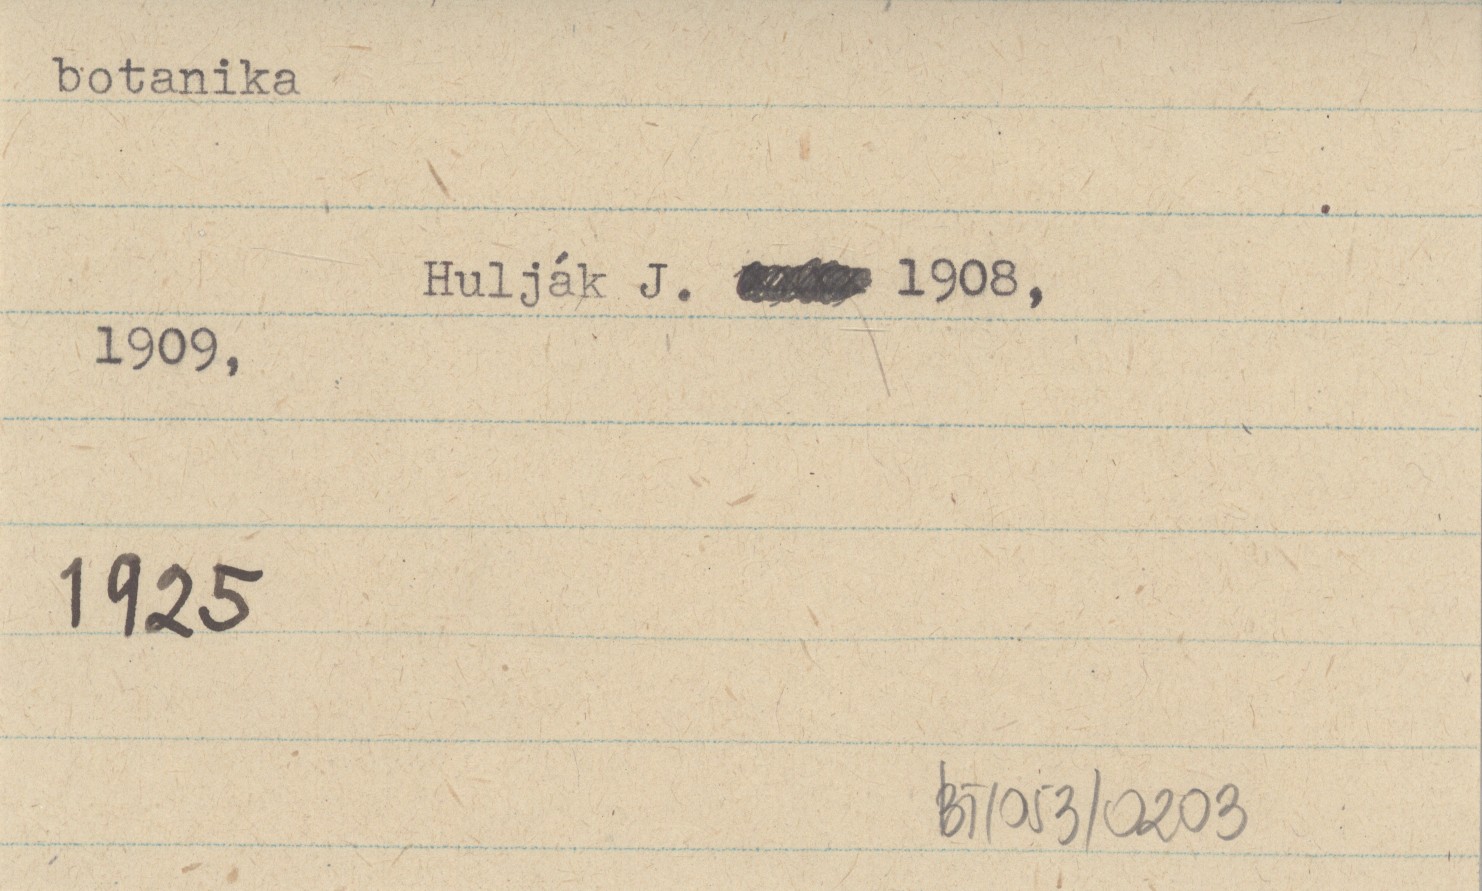 botanika
Hulják J. 1908,
1909,
1925
BT/053/0203